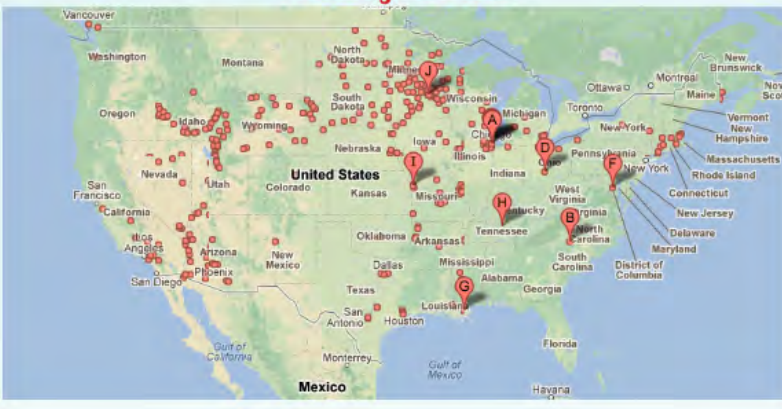 Vancouver
Washington
Montana
North
Dakota
Ottawa
Montreal
New
Brunswick
Maine
Oregon
Idaho
Wyoming
South
Dakota
J
Wisconsin
Michigan
Toronto
Vermont
New
Hampshire
New York
Massachusetts
Rhode Island
Connecticut
New Jersey
Delaware
Maryland
District of
Columbia
Nebraska
Iowa
A
Illinois
Indiana
D
Ohio
Pennsylvania
New York
F
San
Francisco
California
Nevada
Utah
Colorado
United States
Kansas
I
Missouri
West
Virginia
H
Kentucky
Tennessee
B
North
Carolina
South
Carolina
Los
Angeles
San Diego
Arizona
Phoenix
New
Mexico
Oklahoma
Arkansas
Dallas
Texas
Mississippi
Alabama
Georgia
San
Antonio
Houston
Louisiana
G
Florida
Gulf of
California
Monterrey
Gulf of
Mexico
Mexico
Havana